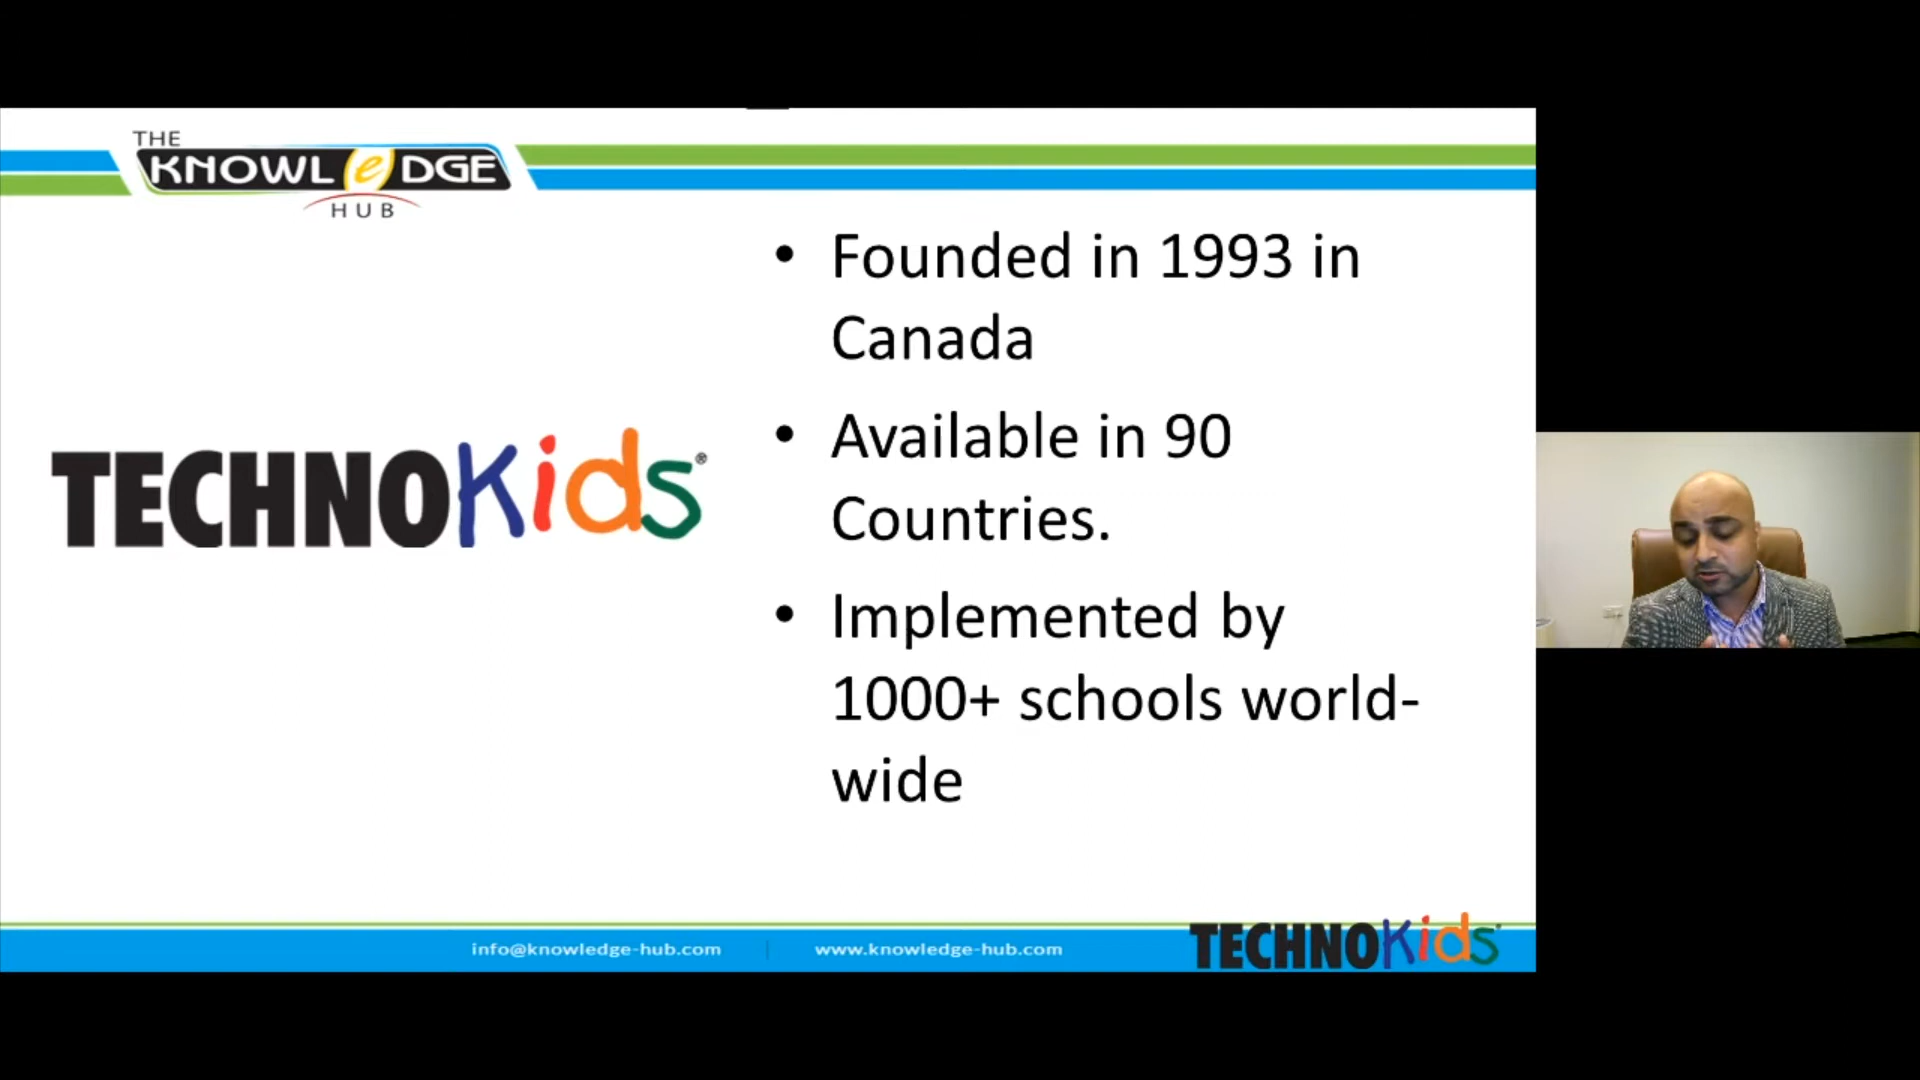 THE
KNOWLeDGE
HUB
• Founded in 1993 in
Canada
• Available in 90
Countries.
• Implemented by
1000+ schools world-
wide
TECHNOKids®
info@knowledge-hub.com | www.knowledge-hub.com
TECHNOKids